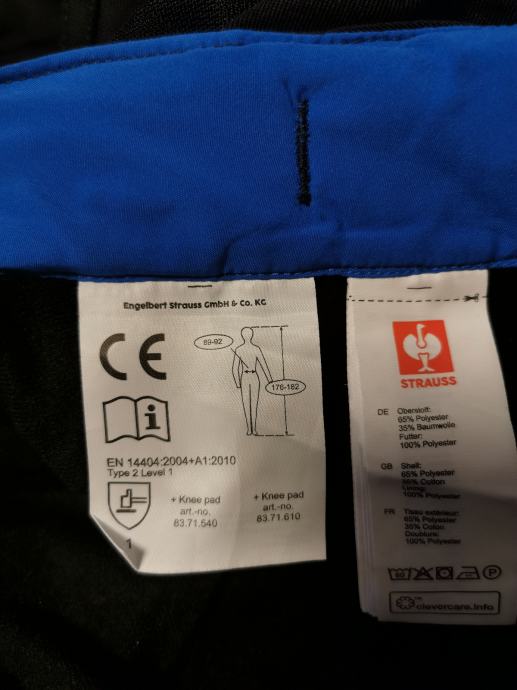 Engelbert Strauss GmbH & Co. KG
CE
89-92
176-182
i
EN 14404:2004+A1:2010
Type 2 Level 1
+ Knee pad
art.-no.
83.71.540
+ Knee pad
art.-no.
83.71.610
1
STRAUSS
DE Oberstoff:
65% Polyester
35% Baumwolle
Futter:
100% Polyester
GB Shell:
65% Polyester
35% Cotton
Lining:
100% Polyester
FR Tissu extérieur:
65% Polyester
35% Coton
Doublure:
100% Polyester
60
P
clevercare.info